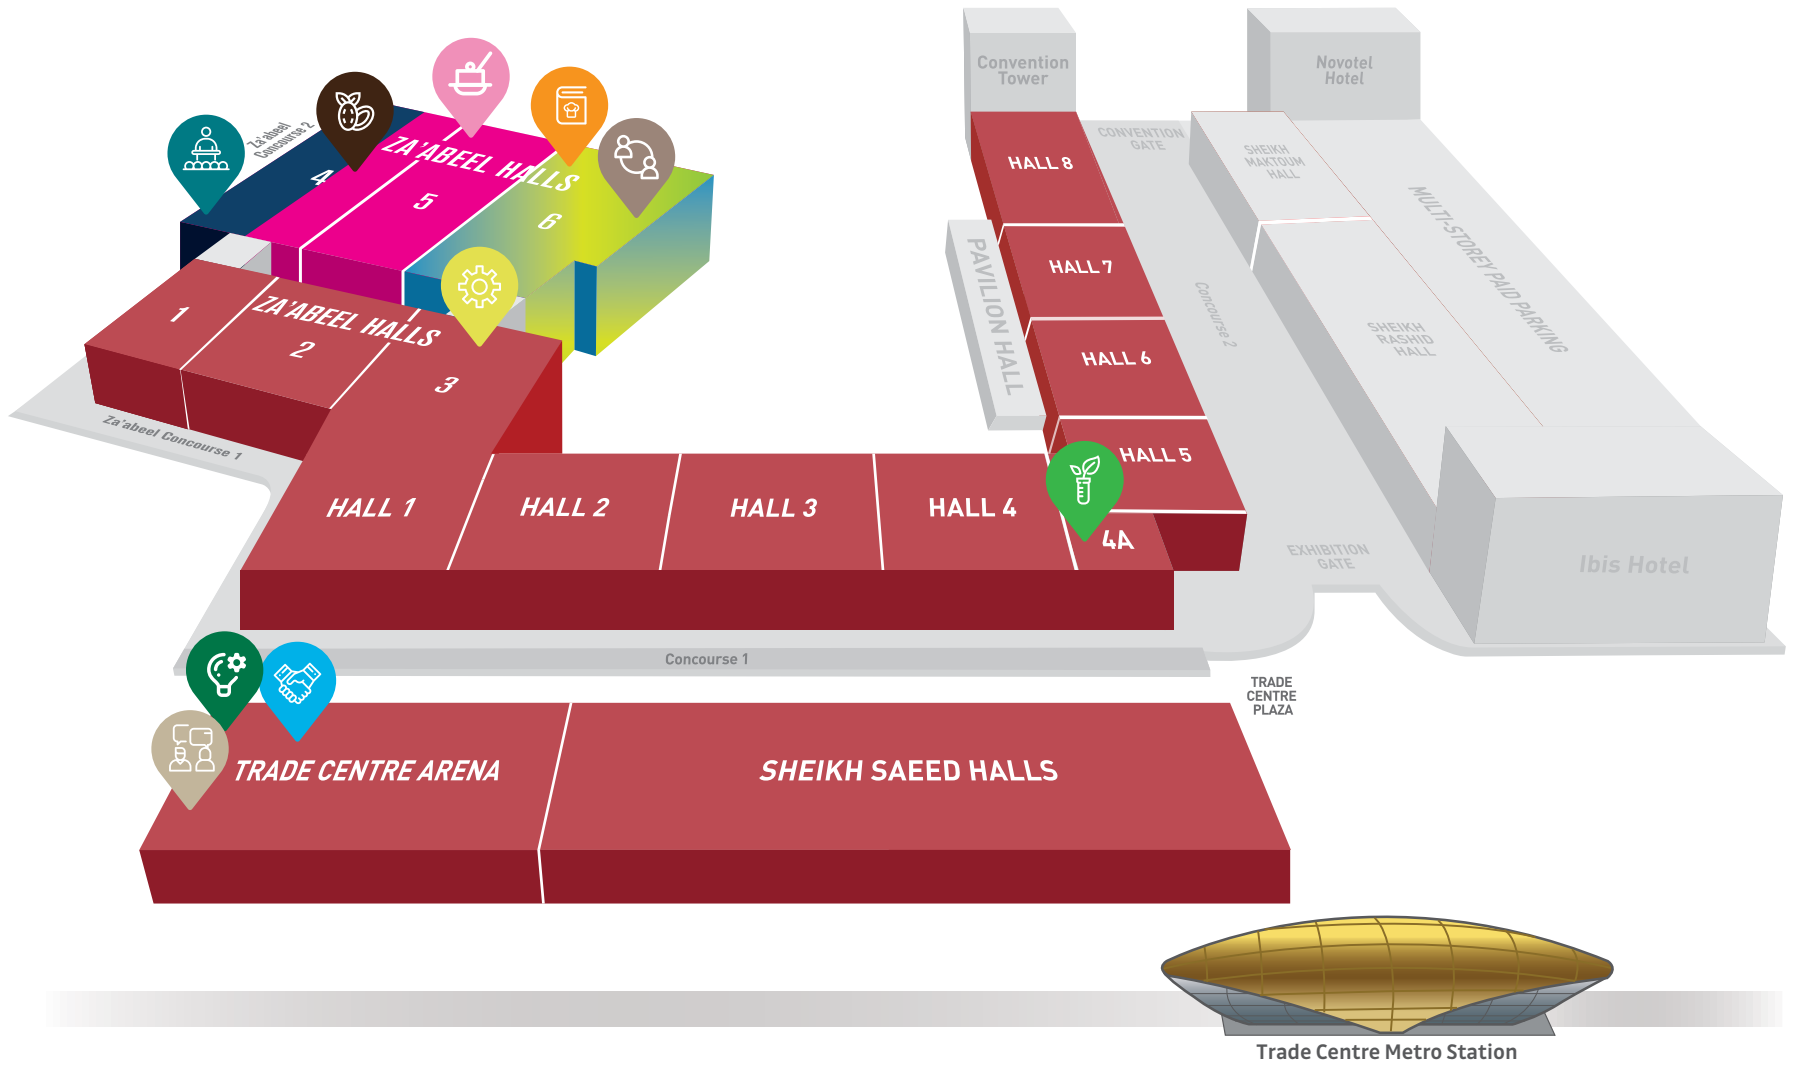 Convention
Tower
Novotel
Hotel
Za'abeel
Concourse 2
ZA'ABEEL HALLS
4
5
6
CONVENTION
GATE
SHEIKH
MAKTOUM
HALL
HALL 8
MULTI-STOREY PAID PARKING
PAVILION HALL
HALL 7
Concourse 2
ZA'ABEEL HALLS
1
2
3
SHEIKH
RASHID
HALL
HALL 6
Za'abeel Concourse 1
HALL 5
HALL 1
HALL 2
HALL 3
HALL 4
4A
EXHIBITION
GATE
Ibis Hotel
Concourse 1
TRADE
CENTRE
PLAZA
TRADE CENTRE ARENA
SHEIKH SAEED HALLS
Trade Centre Metro Station